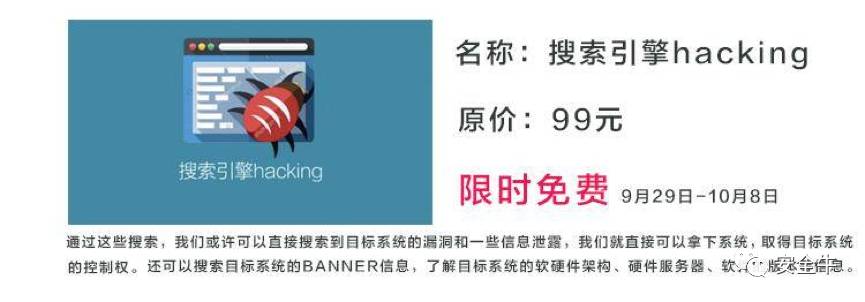 搜索引擎hacking
名称：搜索引擎hacking
原价：99元
限时免费 9月29日-10月8日
通过这些搜索，我们或许可以直接搜索到目标系统的漏洞和一些信息泄露，我们就直接可以拿下系统，取得目标系统
的控制权。还可以搜索目标系统的BANNER信息，了解目标系统的软硬件架构、硬件服务器、软 版 信息。
安全牛